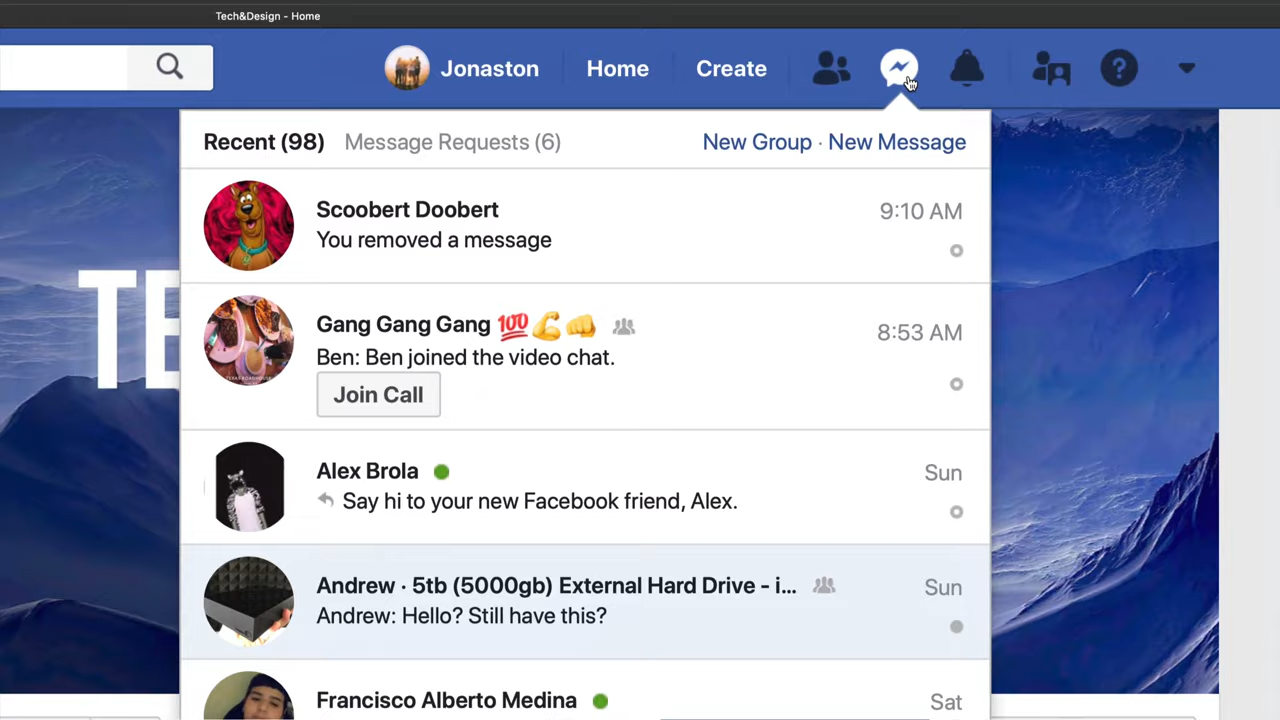 Tech&Design - Home
Jonaston Home Create
Recent (98) Message Requests (6) New Group · New Message
Scoobert Doobert 9:10 AM
You removed a message
TE
Gang Gang Gang 💯💪👊 8:53 AM
Ben: Ben joined the video chat.
Join Call
Alex Brola Sun
Say hi to your new Facebook friend, Alex.
Andrew · 5tb (5000gb) External Hard Drive - i... Sun
Andrew: Hello? Still have this?
Francisco Alberto Medina Sat